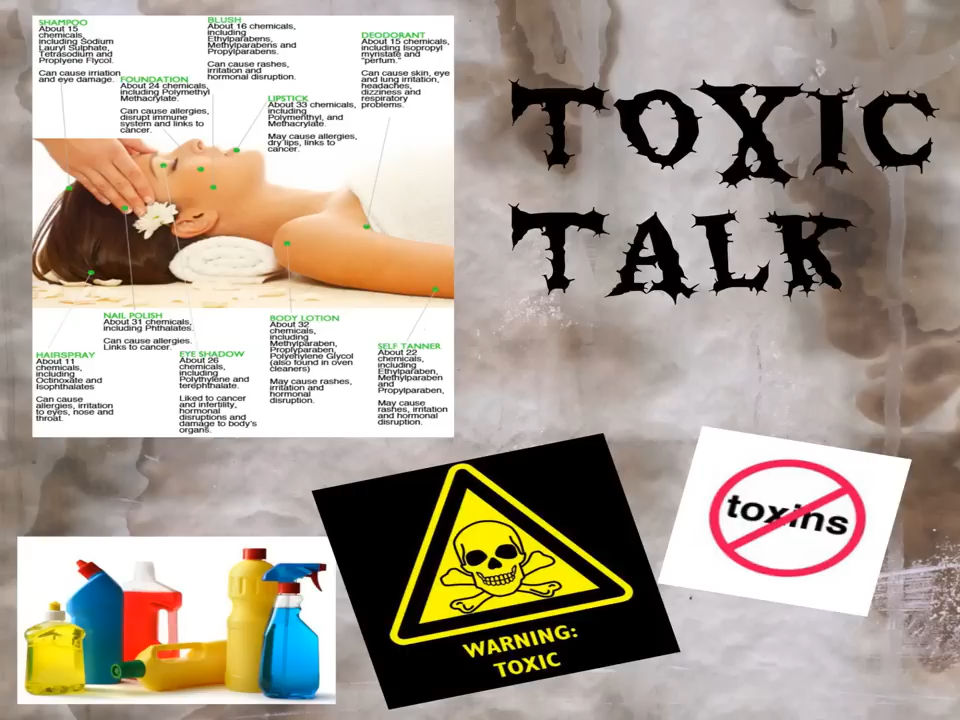 SHAMPOO
About 15
chemicals,
including Sodium
Lauryl Sulphate,
Tetrasodium and
Proplyene Flycol.
Can cause irriation
and eye damage.
FOUNDATION
About 24 chemicals,
including Polymethyl
Methacrylate.
Can cause allergies,
disrupt immune
system and links to
cancer.
BLUSH
About 16 chemicals,
including
Ethylparabens,
Methylparabens and
Propylparabens.
Can cause rashes,
irritation and
hormonal disruption.
LIPSTICK
About 33 chemicals,
including
Polymenthyl, and
Methacrylate.
May cause allergies,
dry lips, links to
cancer.
DEODORANT
About 15 chemicals,
including Isopropyl
myristate and
"perfum."
Can cause skin, eye
and lung irritation,
headaches,
dizziness and
respiratory
problems.
TOXIC
TALK
NAIL POLISH
About 31 chemicals,
including Phthalates.
Can cause allergies.
Links to cancer.
HAIRSPRAY
About 11
chemicals,
including
Octinoxate and
Isophthalates
Can cause
allergies, irritation
to eyes, nose and
throat.
EYE SHADOW
About 26
chemicals,
including
Polythylene and
terephthalate.
Liked to cancer
and infertility,
hormonal
disruptions and
damage to body's
organs.
BODY LOTION
About 32
chemicals,
including
Methylparaben,
Proplyparaben,
Polyehylene Glycol
(also found in oven
cleaners)
May cause rashes,
irritation and
hormonal
disruption.
SELF TANNER
About 22
chemicals,
including
Ethylparaben,
Methylparaben
and
Propylparaben,
May cause
rashes, irritation
and hormonal
disruption.
WARNING:
TOXIC
toxins